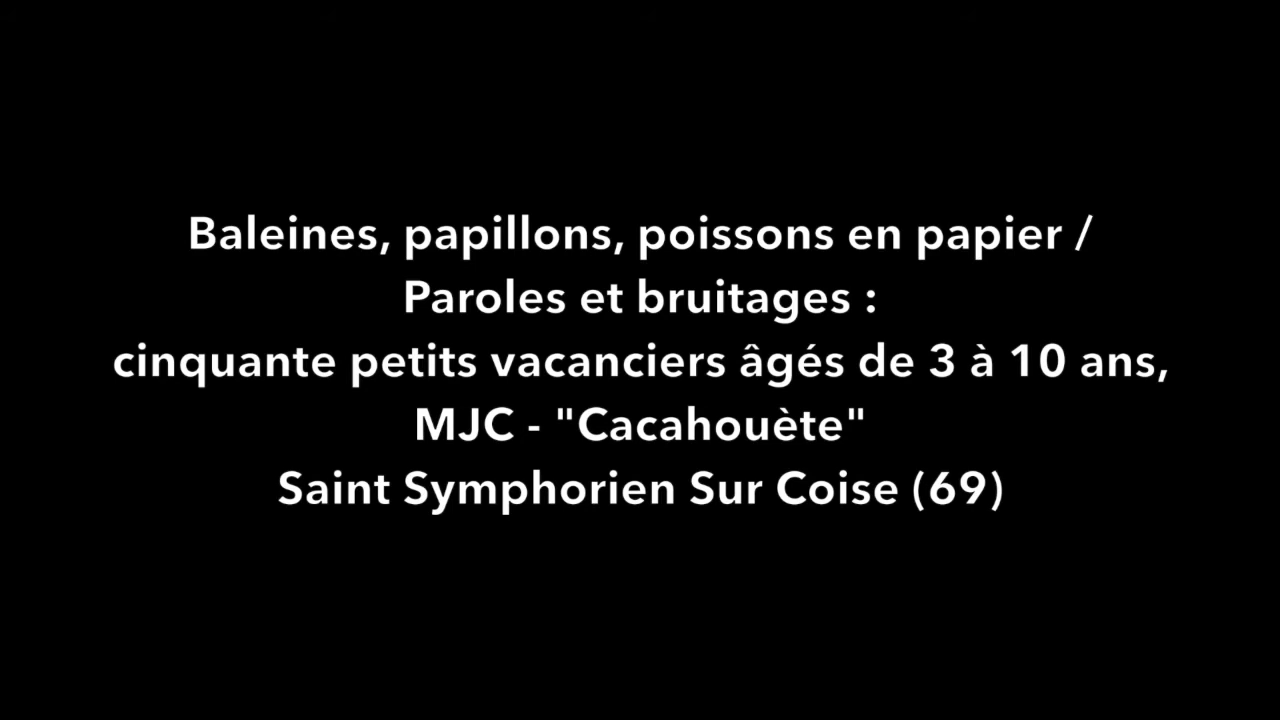 Baleines, papillons, poissons en papier /
Paroles et bruitages :
cinquante petits vacanciers âgés de 3 à 10 ans,
MJC - "Cacahouète"
Saint Symphorien Sur Coise (69)